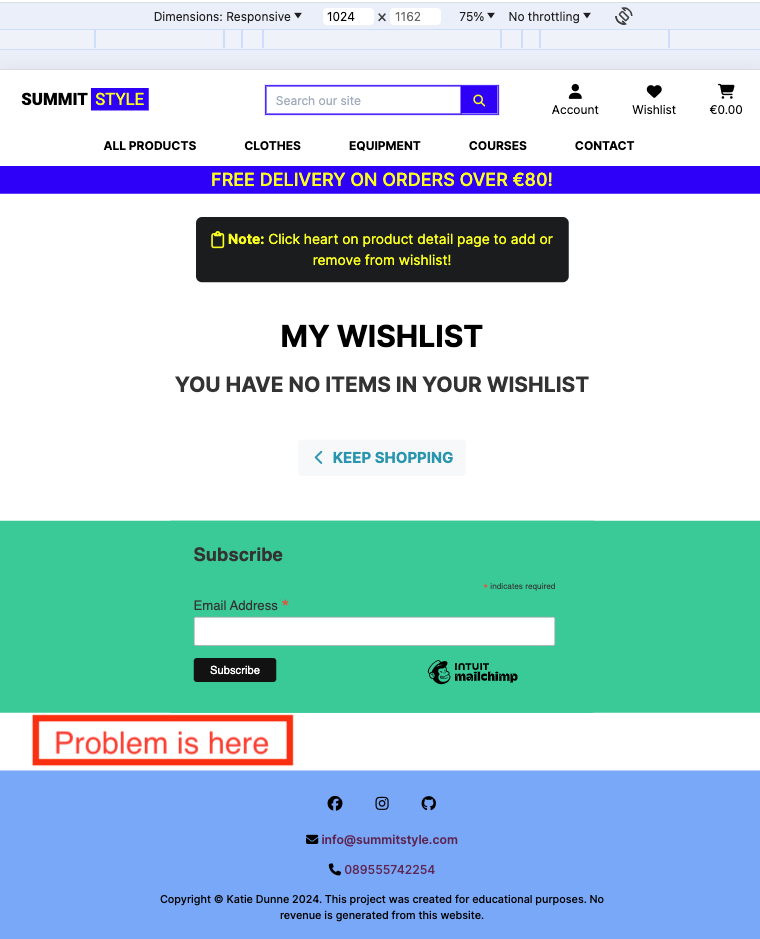 Dimensions: Responsive ▼ 1024 x 1162 75% ▼ No throttling ▼
SUMMIT STYLE
Search our site
Account
Wishlist
€0.00
ALL PRODUCTS CLOTHES EQUIPMENT COURSES CONTACT
FREE DELIVERY ON ORDERS OVER €80!
Note: Click heart on product detail page to add or
remove from wishlist!
MY WISHLIST
YOU HAVE NO ITEMS IN YOUR WISHLIST
KEEP SHOPPING
Subscribe
* indicates required
Email Address *
Subscribe
INTUIT
mailchimp
Problem is here
info@summitstyle.com
089555742254
Copyright © Katie Dunne 2024. This project was created for educational purposes. No
revenue is generated from this website.